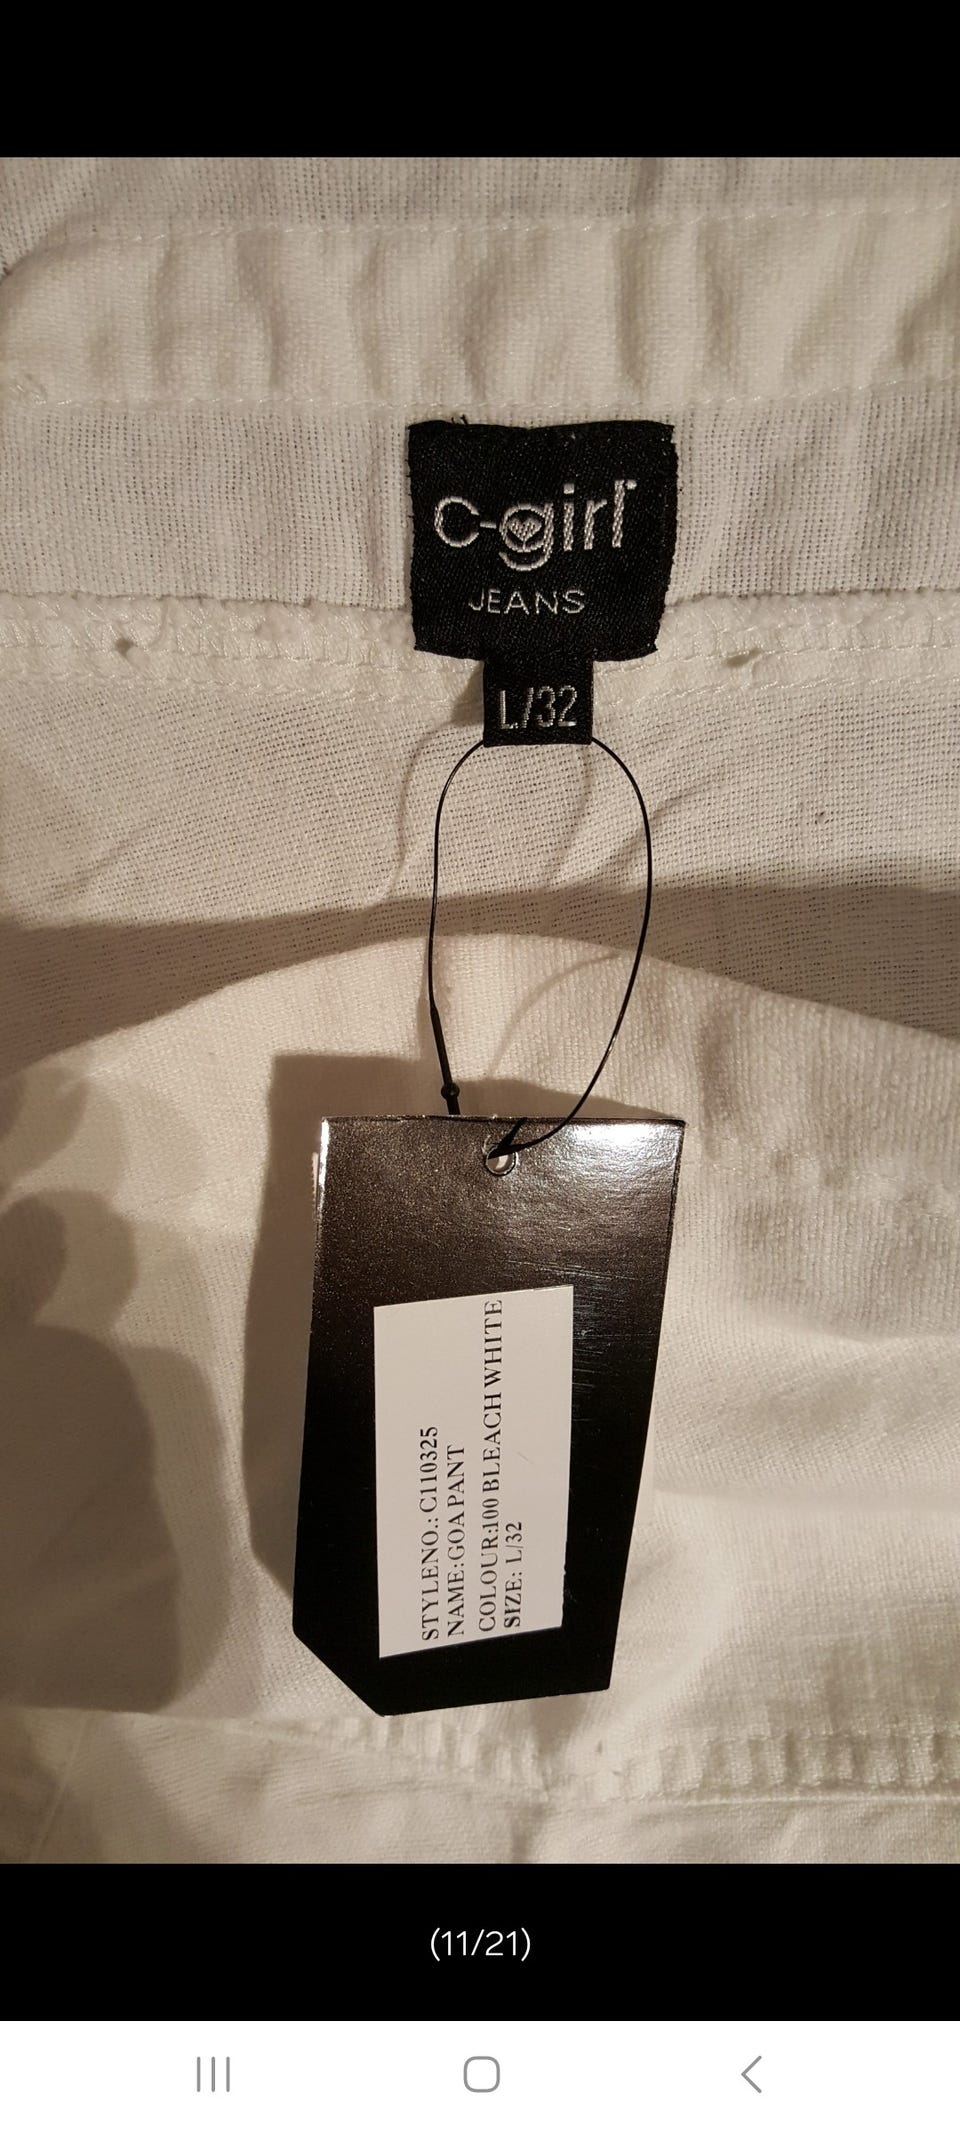 c-girl
JEANS
L/32
STYLENO.: C110325
NAME:GOA PANT
COLOUR:100 BLEACH WHITE
SIZE: L/32
(11/21)